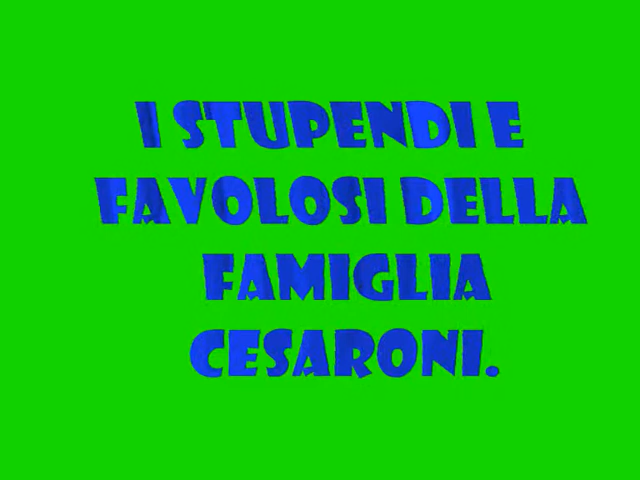 I STUPENDI E
FAVOLOSI DELLA
FAMIGLIA
CESARONI.